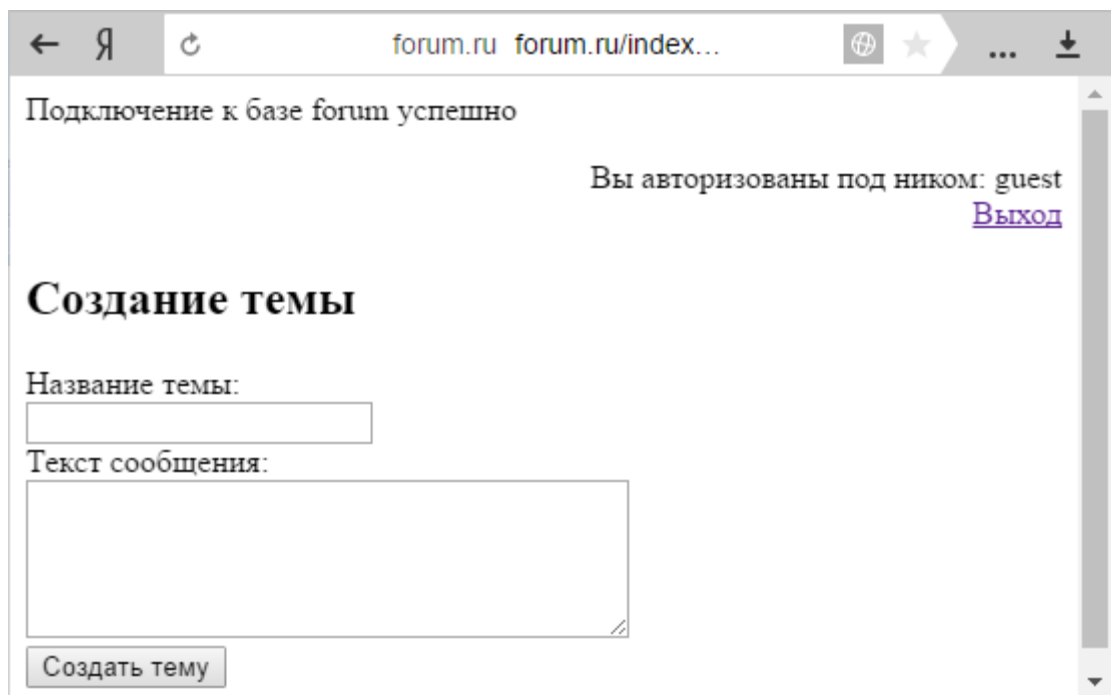 Я forum.ru forum.ru/index...
Подключение к базе forum успешно
Вы авторизованы под ником: guest
Выход
Создание темы
Название темы:
Текст сообщения:
Создать тему